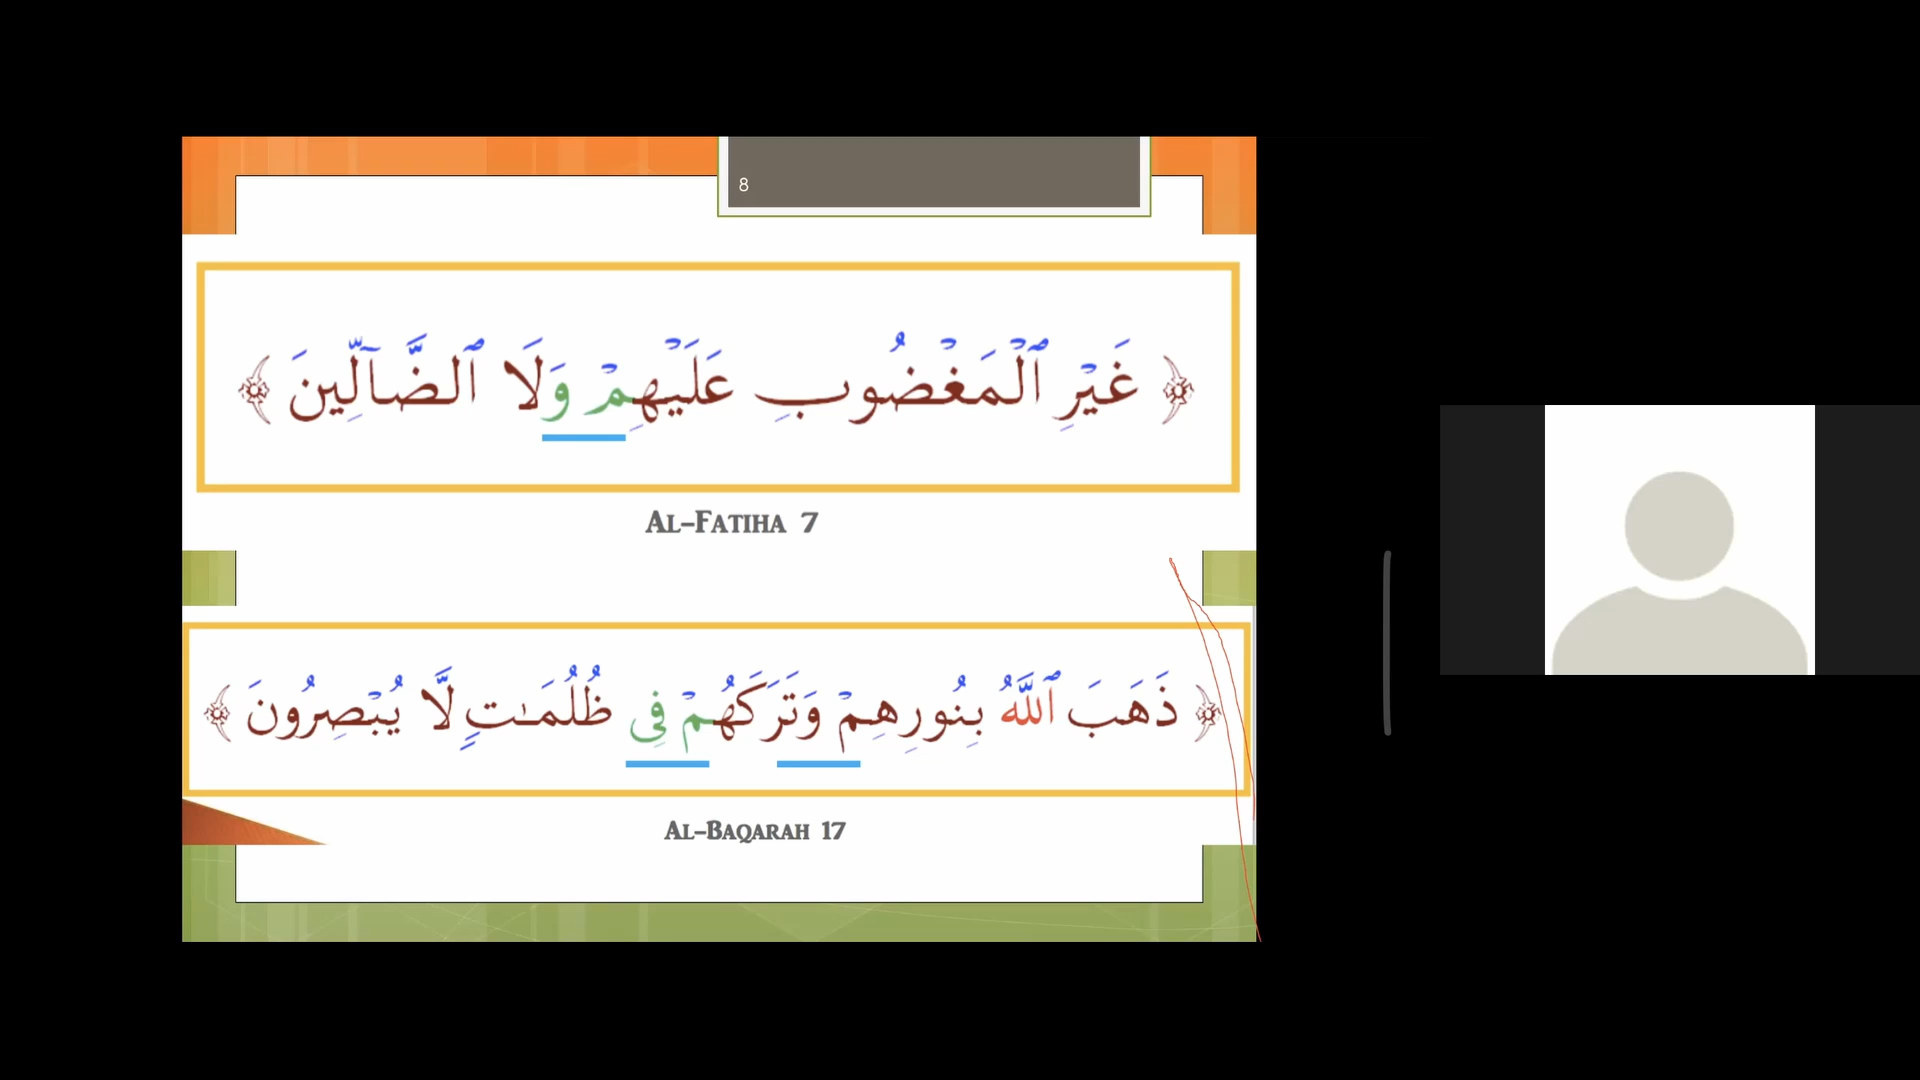 8
﴿ غَيْرِ ٱلْمَغْضُوبِ عَلَيْهِمْ وَلَا ٱلضَّآلِّينَ ﴾
AL-FATIHA 7
﴿ ذَهَبَ ٱللَّهُ بِنُورِهِمْ وَتَرَكَهُمْ فِى ظُلُمَـٰتٍ لَّا يُبْصِرُونَ ﴾
AL-BAQARAH 17